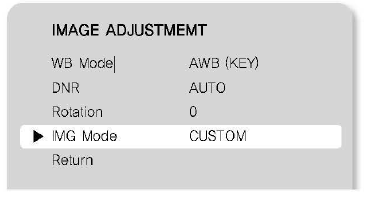 IMAGE ADJUSTMEMT
WB Mode AWB (KEY)
DNR AUTO
Rotation 0
▶ IMG Mode CUSTOM
Return